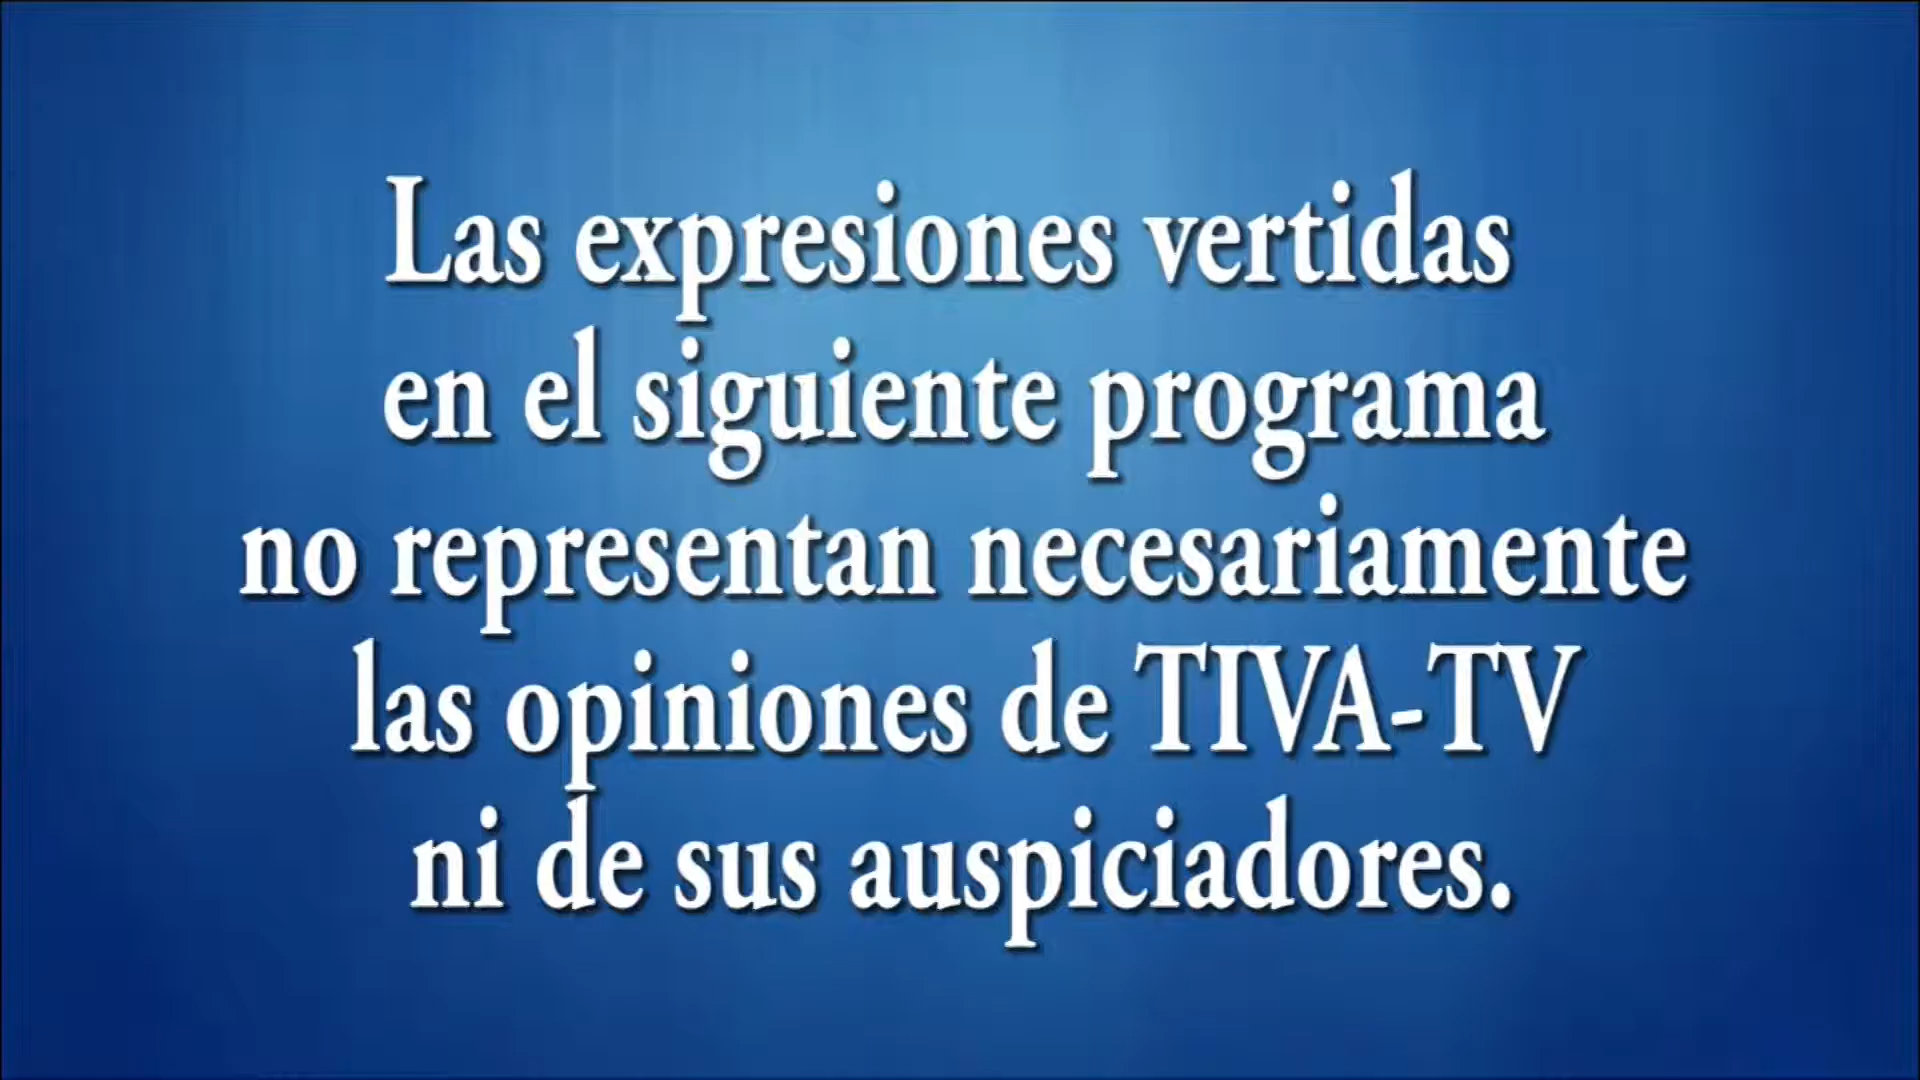 Las expresiones vertidas
en el siguiente programa
no representan necesariamente
las opiniones de TIVA-TV
ni de sus auspiciadores.